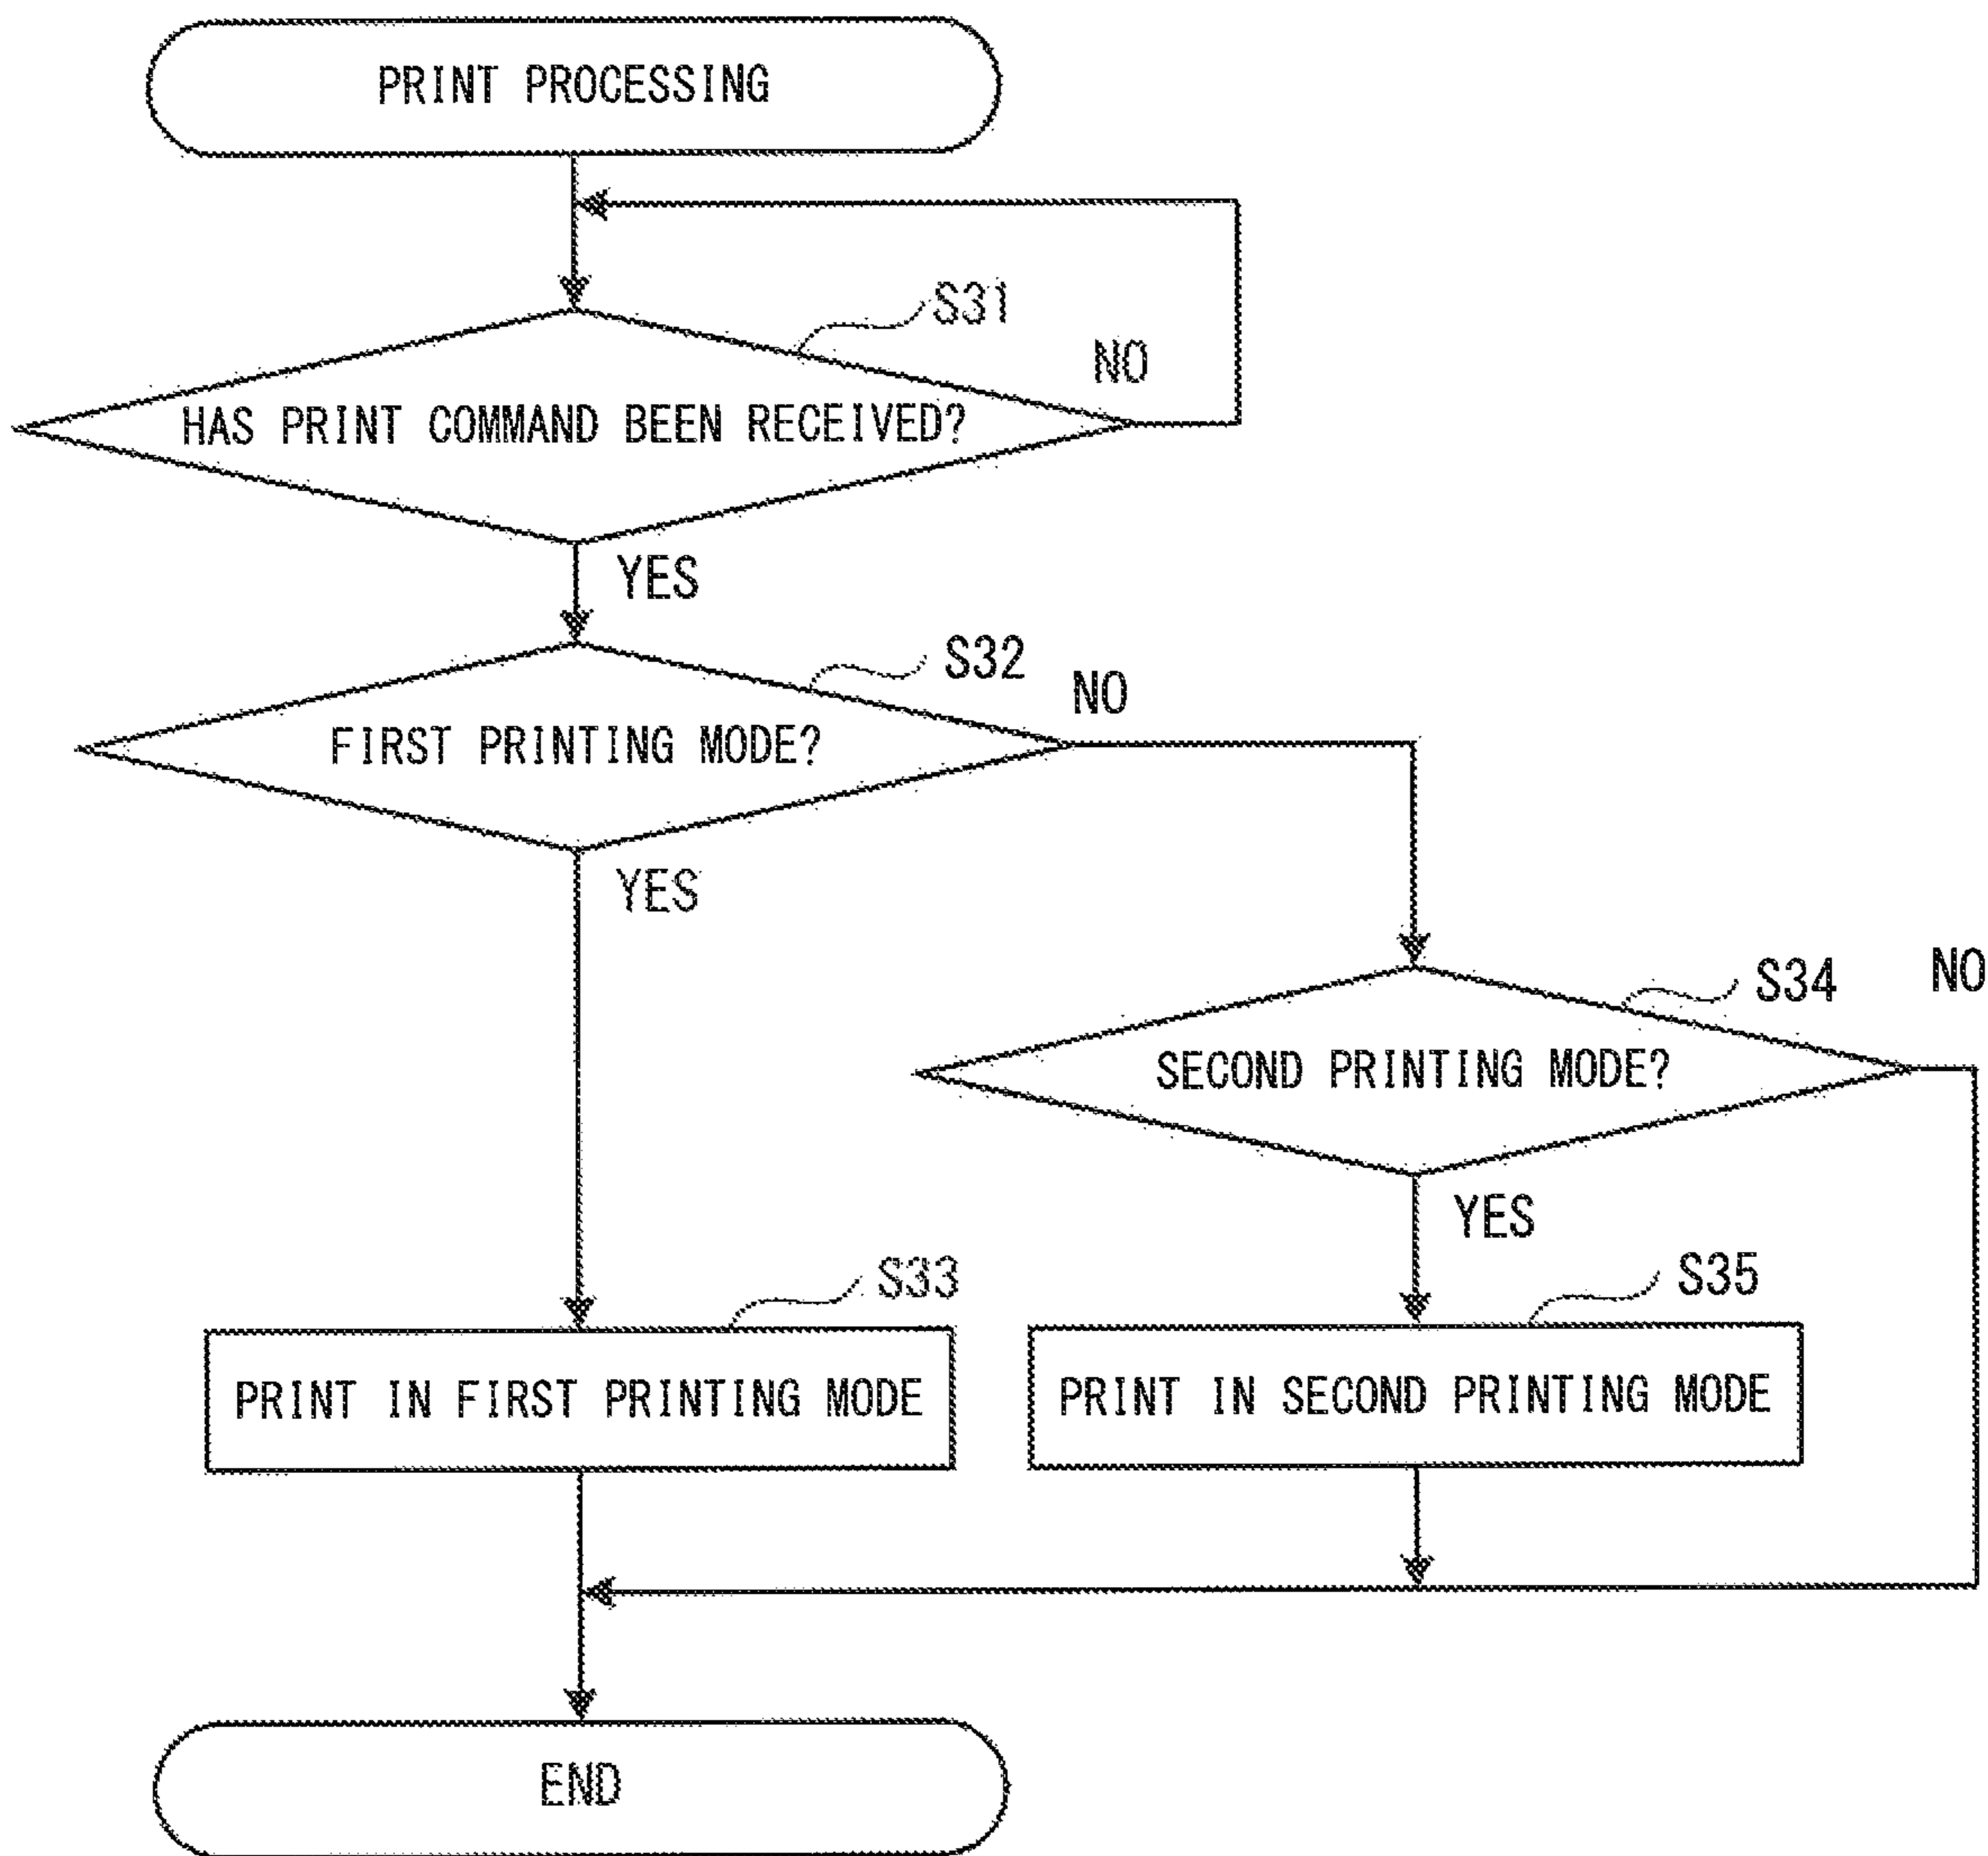 PRINT PROCESSING
S31
NO
HAS PRINT COMMAND BEEN RECEIVED?
YES
S32
NO
FIRST PRINTING MODE?
YES
S34
NO
SECOND PRINTING MODE?
YES
S33
S35
PRINT IN FIRST PRINTING MODE
PRINT IN SECOND PRINTING MODE
END